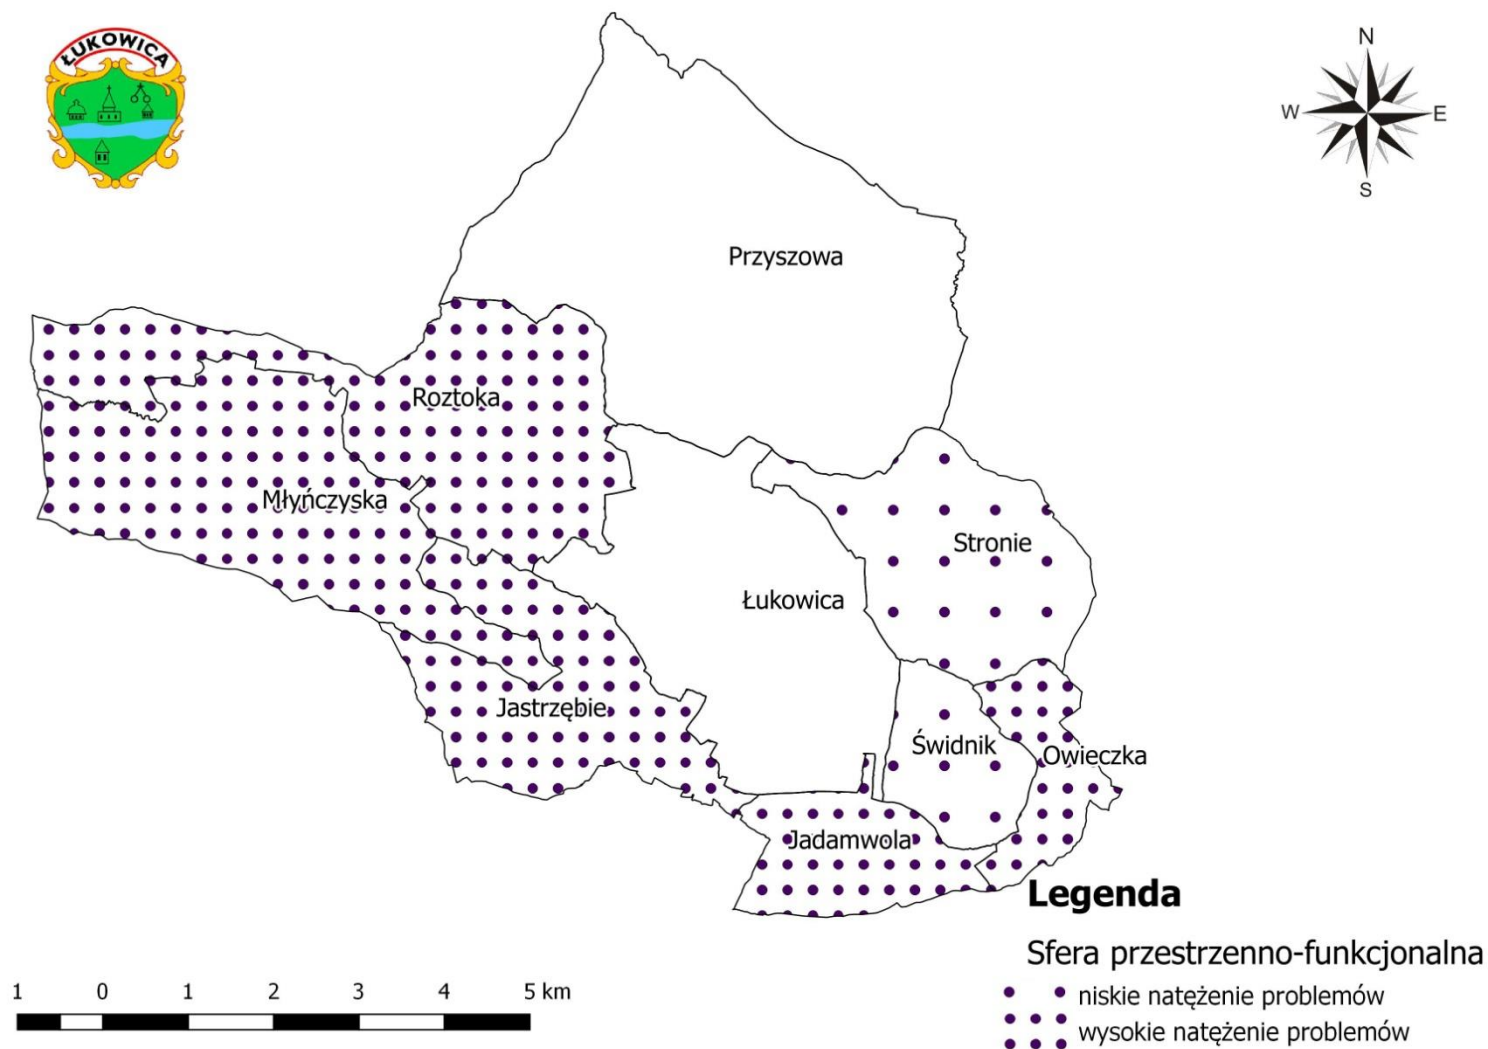 ŁUKOWICA
N
W
E
S
Przyszowa
Roztoka
Młyńczyska
Stronie
Łukowica
Jastrzębie
Świdnik
Owieczka
Jadamwola
Legenda
Sfera przestrzenno-funkcjonalna
niskie natężenie problemów
wysokie natężenie problemów
1 0 1 2 3 4 5 km